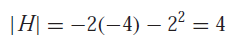 |H| = −2(−4) − 2² = 4